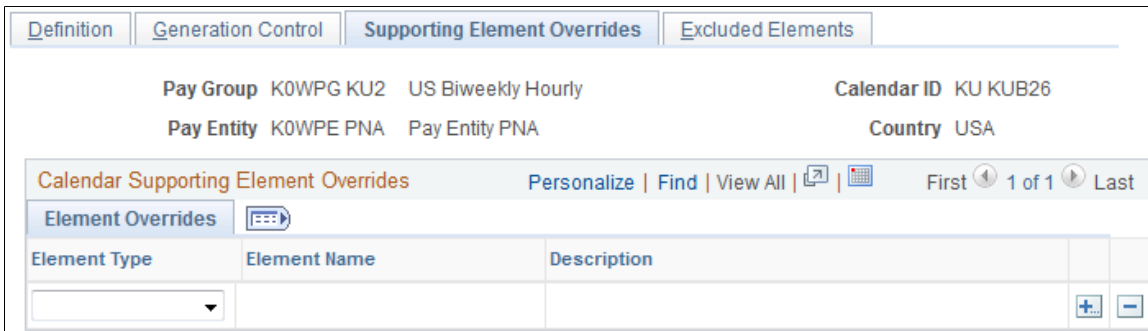 Definition Generation Control Supporting Element Overrides Excluded Elements
Pay Group K0WPG KU2 US Biweekly Hourly Calendar ID KU KUB26
Pay Entity K0WPE PNA Pay Entity PNA Country USA
Calendar Supporting Element Overrides Personalize | Find | View All | | First 1 of 1 Last
Element Overrides
Element Type Element Name Description